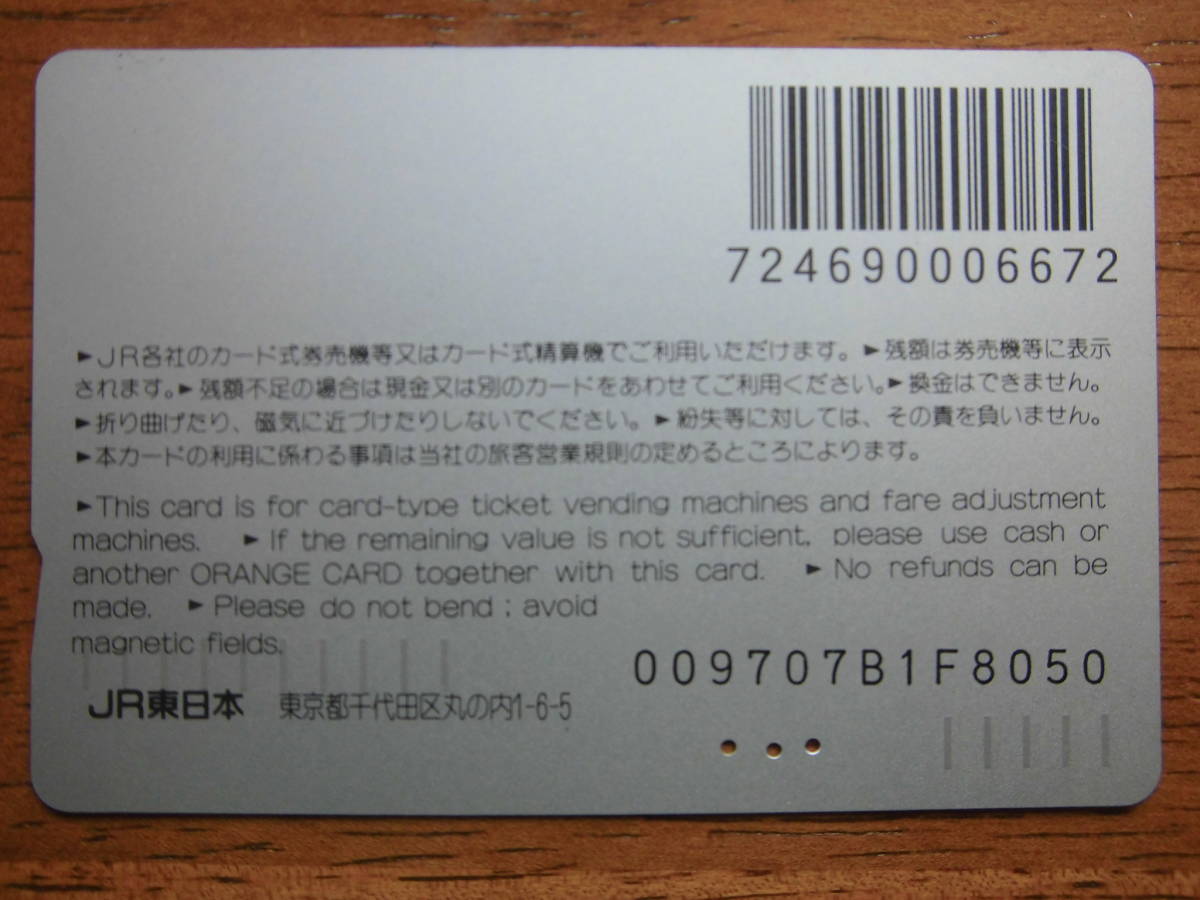 724690006672
►JR各社のカード式券売機等又はカード式精算機でご利用いただけます。►残額は券売機等に表示
されます。►残額不足の場合は現金又は別のカードをあわせてご利用ください。►換金はできません。
►折り曲げたり、磁気に近づけたりしないでください。►紛失等に対しては、その責を負いません。
►本カードの利用に係わる事項は当社の旅客営業規則の定めるところによります。
►This card is for card-type ticket vending machines and fare adjustment
machines. ►If the remaining value is not sufficient, please use cash or
another ORANGE CARD together with this card. ►No refunds can be
made. ►Please do not bend ; avoid
magnetic fields.
009707B1F8050
JR東日本 東京都千代田区丸の内1-6-5